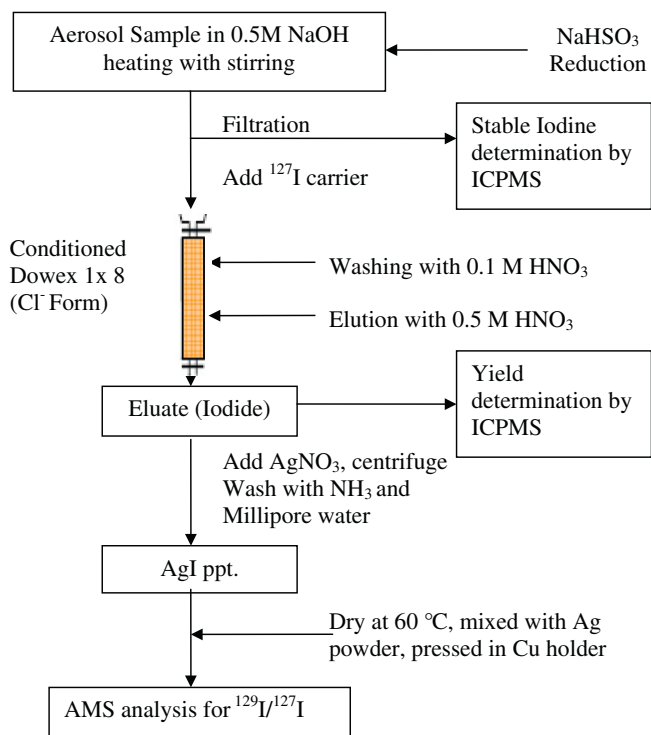 Aerosol Sample in 0.5M NaOH
heating with stirring
NaHSO₃
Reduction
Filtration
Stable Iodine
determination by
ICPMS
Add ¹²⁷I carrier
Conditioned
Dowex 1x 8
(Cl⁻ Form)
Washing with 0.1 M HNO₃
Elution with 0.5 M HNO₃
Eluate (Iodide)
Yield
determination by
ICPMS
Add AgNO₃, centrifuge
Wash with NH₃ and
Millipore water
AgI ppt.
Dry at 60 °C, mixed with Ag
powder, pressed in Cu holder
AMS analysis for ¹²⁹I/¹²⁷I